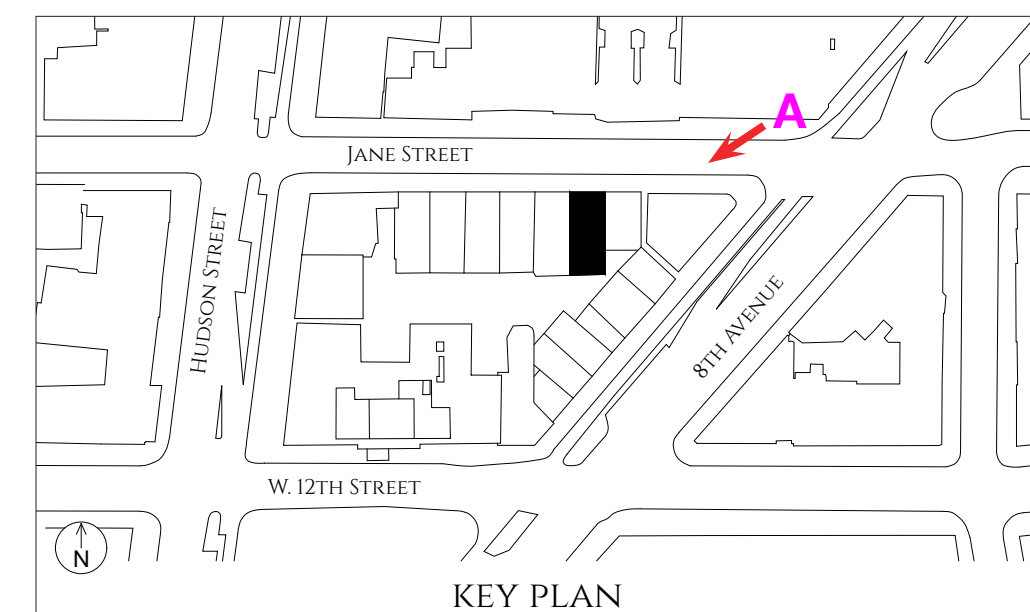 A
JANE STREET
HUDSON STREET
8TH AVENUE
W. 12TH STREET
N
KEY PLAN